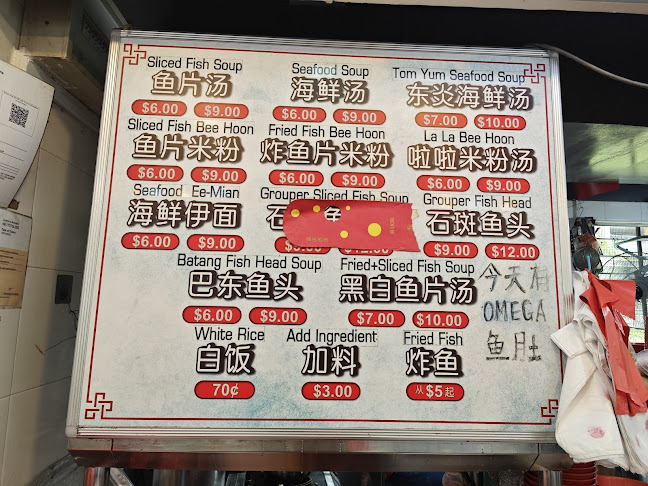 Sliced Fish Soup
鱼片汤
$6.00 $9.00
Seafood Soup
海鲜汤
$6.00 $9.00
Tom Yum Seafood Soup
东炎海鲜汤
$7.00 $10.00
Sliced Fish Bee Hoon
鱼片米粉
$6.00 $9.00
Fried Fish Bee Hoon
炸鱼片米粉
$6.00 $9.00
La La Bee Hoon
啦啦米粉汤
$6.00 $9.00
Seafood Ee-Mian
海鲜伊面
$6.00 $9.00
Grouper Sliced Fish Soup
Grouper Fish Head
石斑鱼头
$9.00 $12.00
Batang Fish Head Soup
巴东鱼头
$6.00 $9.00
Fried+Sliced Fish Soup
黑白鱼片汤
$7.00 $10.00
今天有
OMEGA
鱼肚
White Rice
白饭
70¢
Add Ingredient
加料
$3.00
Fried Fish
炸鱼
从$5起